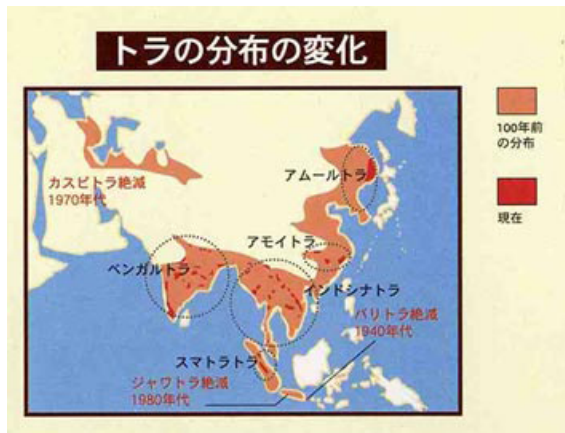 トラの分布の変化
100年前
の分布
現在
カスピトラ絶滅
1970年代
アムールトラ
アモイトラ
ベンガルトラ
インドシナトラ
バリトラ絶滅
1940年代
スマトラトラ
ジャワトラ絶滅
1980年代